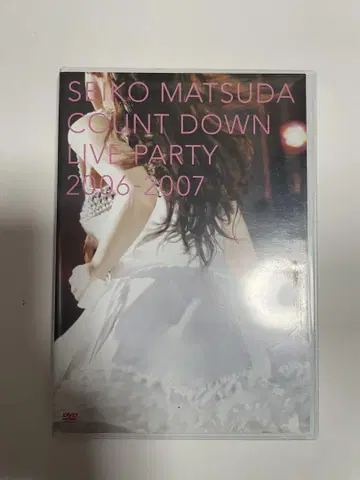 SEIKO MATSUDA
COUNT DOWN
LIVE PARTY
2006-2007
DVD